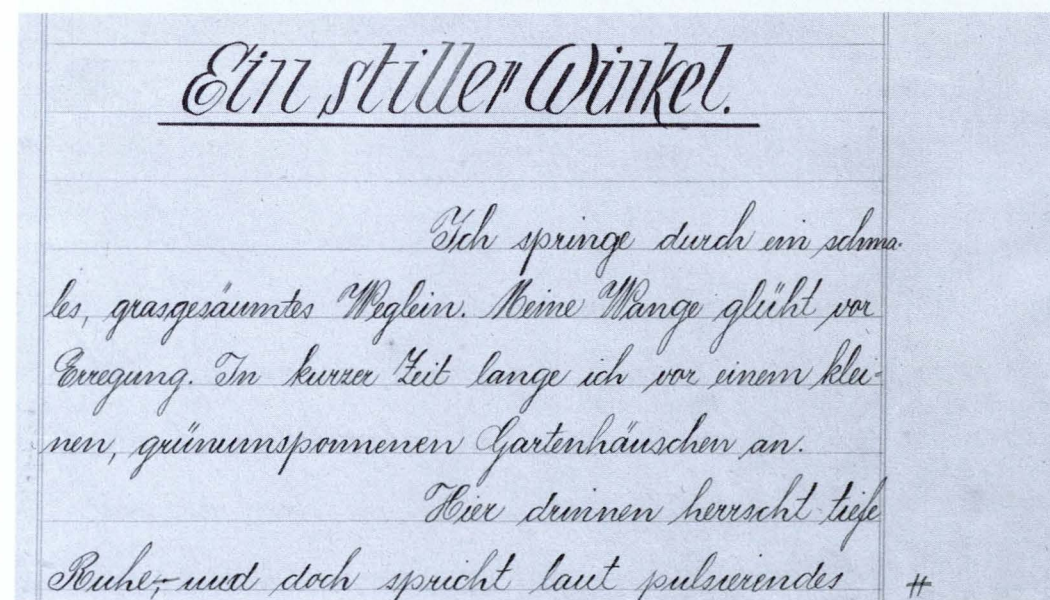 Ein stiller Winkel.
Ich springe durch ein schma-
les, grasgesäumtes Weglein. Meine Wange glüht vor
Erregung. In kurzer Zeit lange ich vor einem klei-
nen, grünumsponnenen Gartenhäuschen an.
Hier drinnen herrscht tiefe
Ruhe,- und doch spricht laut pulsierendes #